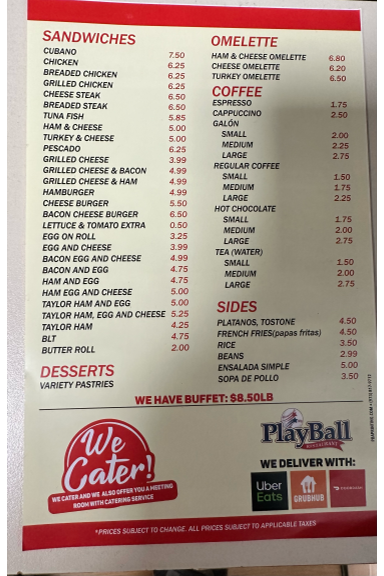 SANDWICHES
CUBANO 7.50
CHICKEN 6.25
BREADED CHICKEN 6.25
GRILLED CHICKEN 6.25
CHEESE STEAK 6.50
BREADED STEAK 6.50
TUNA FISH 5.85
HAM & CHEESE 5.00
TURKEY & CHEESE 5.00
PESCADO 6.25
GRILLED CHEESE 3.99
GRILLED CHEESE & BACON 4.99
GRILLED CHEESE & HAM 4.99
HAMBURGER 4.99
CHEESE BURGER 5.50
BACON CHEESE BURGER 6.50
LETTUCE & TOMATO EXTRA 0.50
EGG ON ROLL 3.25
EGG AND CHEESE 3.99
BACON EGG AND CHEESE 4.99
BACON AND EGG 4.75
HAM AND EGG 4.75
HAM EGG AND CHEESE 5.00
TAYLOR HAM AND EGG 5.00
TAYLOR HAM, EGG AND CHEESE 5.25
TAYLOR HAM 4.25
BLT 4.75
BUTTER ROLL 2.00
DESSERTS
VARIETY PASTRIES
OMELETTE
HAM & CHEESE OMELETTE 6.80
CHEESE OMELETTE 6.20
TURKEY OMELETTE 6.50
COFFEE
ESPRESSO 1.75
CAPPUCCINO 2.50
GALÓN
SMALL 2.00
MEDIUM 2.25
LARGE 2.75
REGULAR COFFEE
SMALL 1.50
MEDIUM 1.75
LARGE 2.25
HOT CHOCOLATE
SMALL 1.75
MEDIUM 2.00
LARGE 2.75
TEA (WATER)
SMALL 1.50
MEDIUM 2.00
LARGE 2.75
SIDES
PLATANOS, TOSTONE 4.50
FRENCH FRIES(papas fritas) 4.50
RICE 3.50
BEANS 2.99
ENSALADA SIMPLE 5.00
SOPA DE POLLO 3.50
WE HAVE BUFFET: $8.50LB
We
Cater!
WE CATER AND WE ALSO OFFER YOU A MEETING
ROOM WITH CATERING SERVICE
PlayBall
RESTAURANT
WE DELIVER WITH:
Uber
Eats
GRUBHUB
DOORDASH
*PRICES SUBJECT TO CHANGE. ALL PRICES SUBJECT TO APPLICABLE TAXES